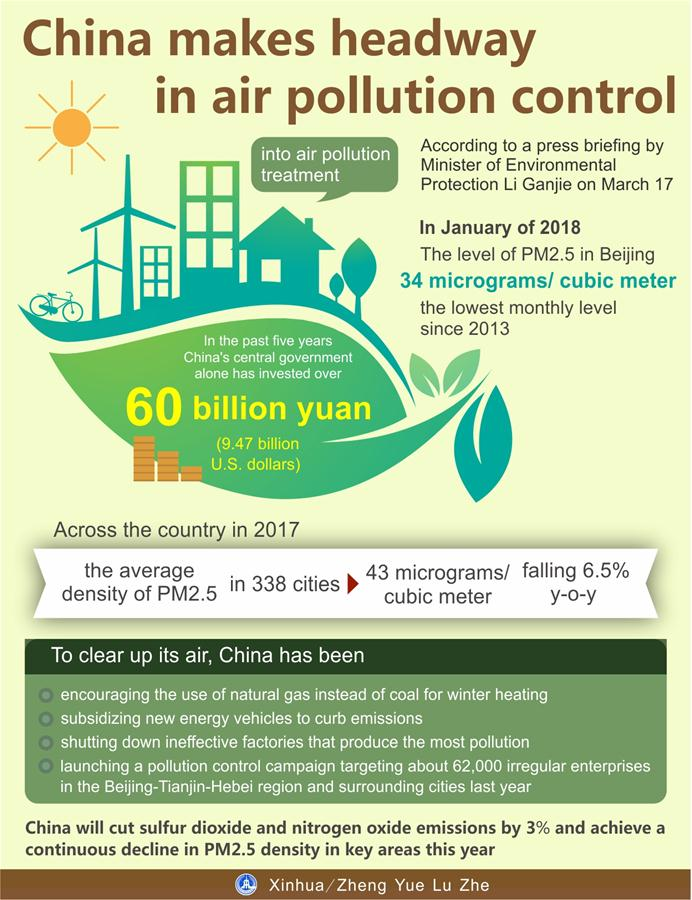 China makes headway
in air pollution control
into air pollution
treatment
According to a press briefing by
Minister of Environmental
Protection Li Ganjie on March 17
In January of 2018
The level of PM2.5 in Beijing
34 micrograms/ cubic meter
the lowest monthly level
since 2013
In the past five years
China's central government
alone has invested over
60 billion yuan
(9.47 billion
U.S. dollars)
Across the country in 2017
the average
density of PM2.5
in 338 cities
43 micrograms/
cubic meter
falling 6.5%
y-o-y
To clear up its air, China has been
encouraging the use of natural gas instead of coal for winter heating
subsidizing new energy vehicles to curb emissions
shutting down ineffective factories that produce the most pollution
launching a pollution control campaign targeting about 62,000 irregular enterprises
in the Beijing-Tianjin-Hebei region and surrounding cities last year
China will cut sulfur dioxide and nitrogen oxide emissions by 3% and achieve a
continuous decline in PM2.5 density in key areas this year
Xinhua/Zheng Yue Lu Zhe